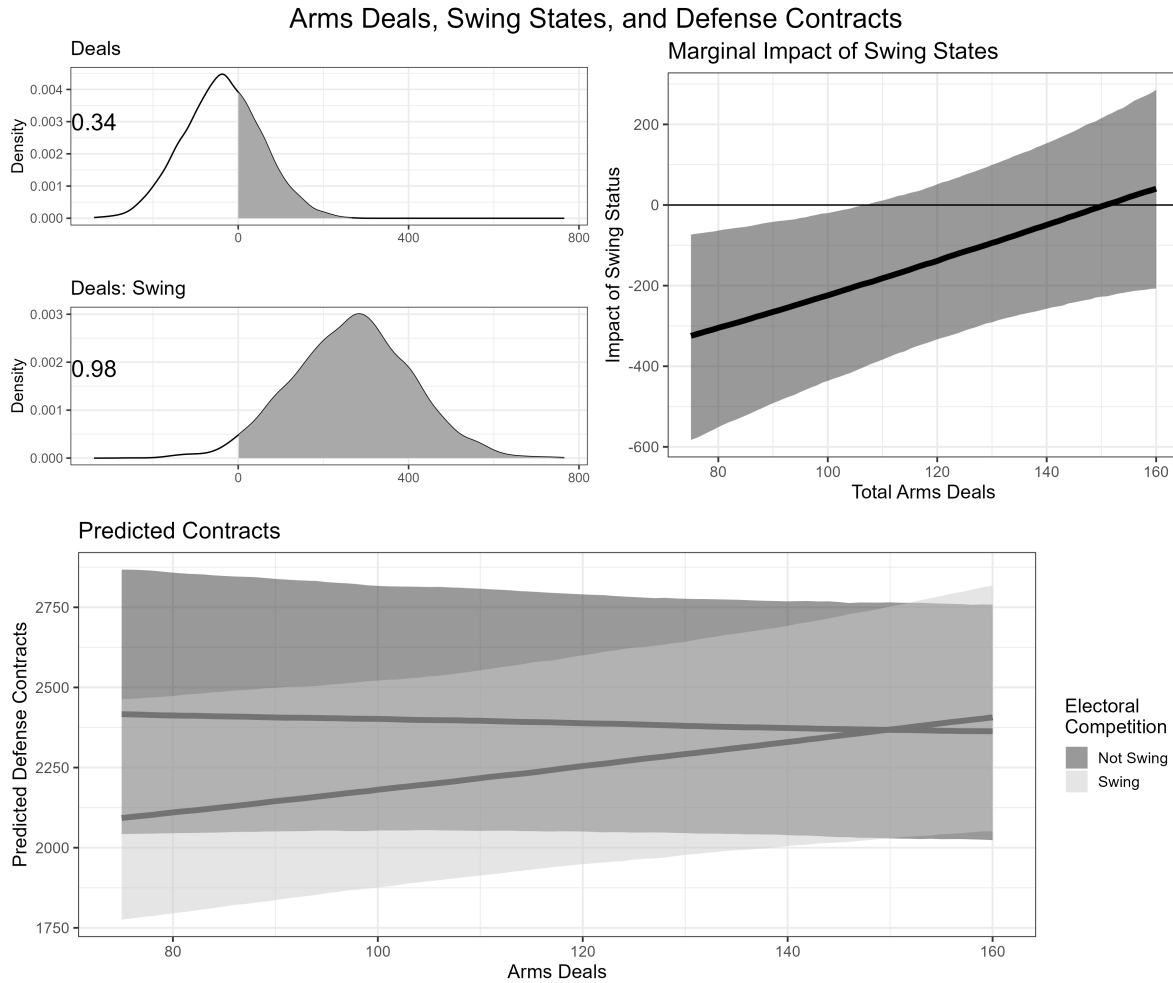 Arms Deals, Swing States, and Defense Contracts
Deals
Density
0.004
0.003
0.002
0.001
0.000
0.34
0
400
800
Deals: Swing
Density
0.003
0.002
0.001
0.000
0.98
0
400
800
Marginal Impact of Swing States
Impact of Swing Status
200
0
-200
-400
-600
80
100
120
140
160
Total Arms Deals
Predicted Contracts
Predicted Defense Contracts
2750
2500
2250
2000
1750
80
100
120
140
160
Arms Deals
Electoral
Competition
Not Swing
Swing